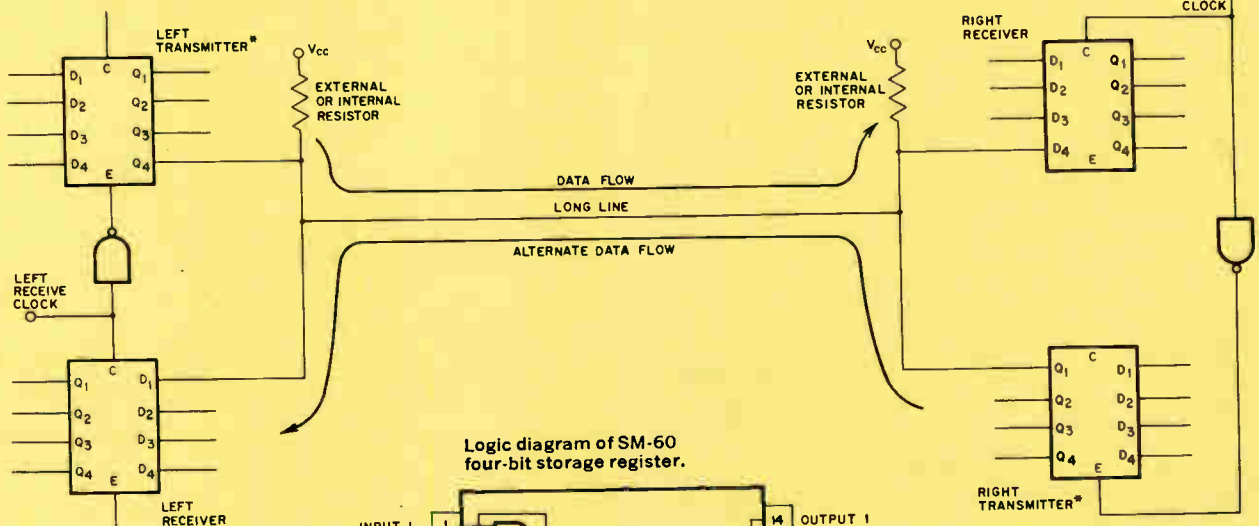 CLOCK
LEFT
TRANSMITTER*
C
D1 Q1
D2 Q2
D3 Q3
D4 Q4
E
VCC
EXTERNAL
OR INTERNAL
RESISTOR
VCC
EXTERNAL
OR INTERNAL
RESISTOR
RIGHT
RECEIVER
C
D1 Q1
D2 Q2
D3 Q3
D4 Q4
E
DATA FLOW
LONG LINE
ALTERNATE DATA FLOW
LEFT
RECEIVE
CLOCK
C
Q1 D1
Q2 D2
Q3 D3
Q4 D4
E
LEFT
RECEIVER
C
Q1 D1
Q2 D2
Q3 D3
Q4 D4
E
RIGHT
TRANSMITTER*
Logic diagram of SM-60
four-bit storage register.
INPUT 1 1 14 OUTPUT 1